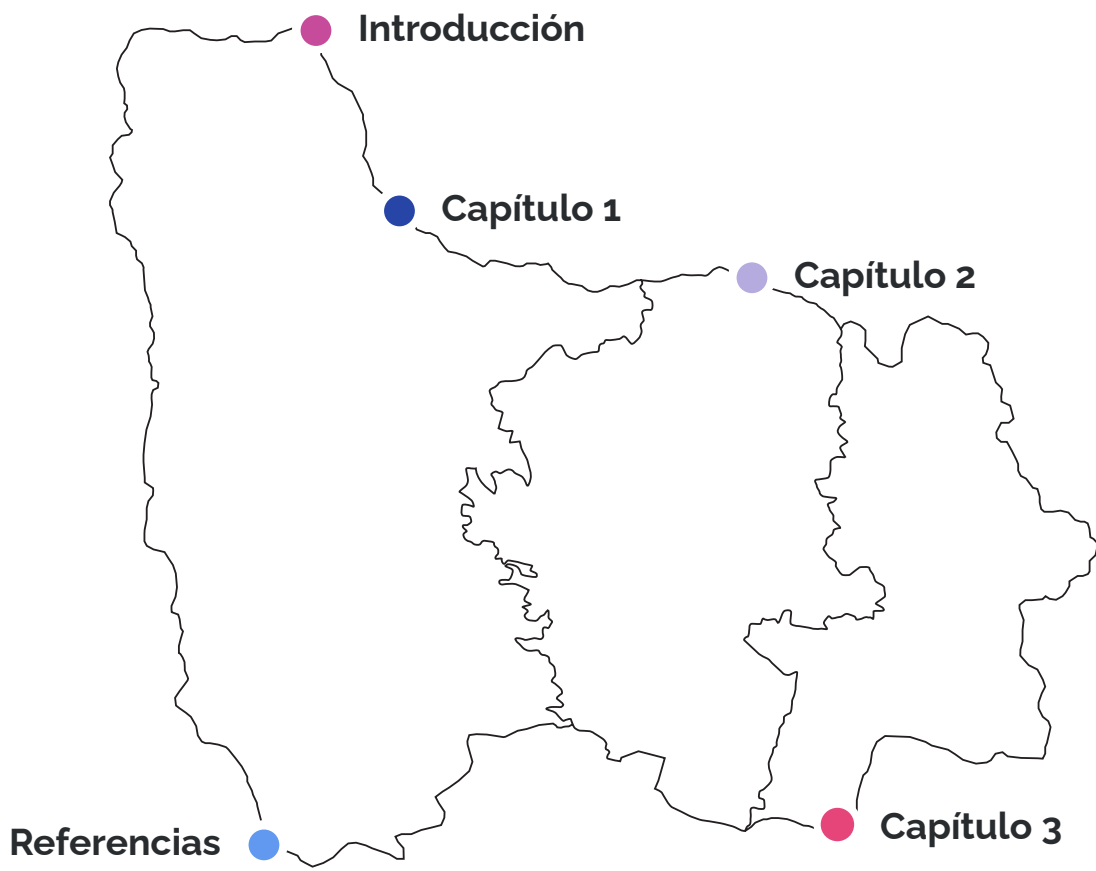 Introducción
Capítulo 1
Capítulo 2
Capítulo 3
Referencias